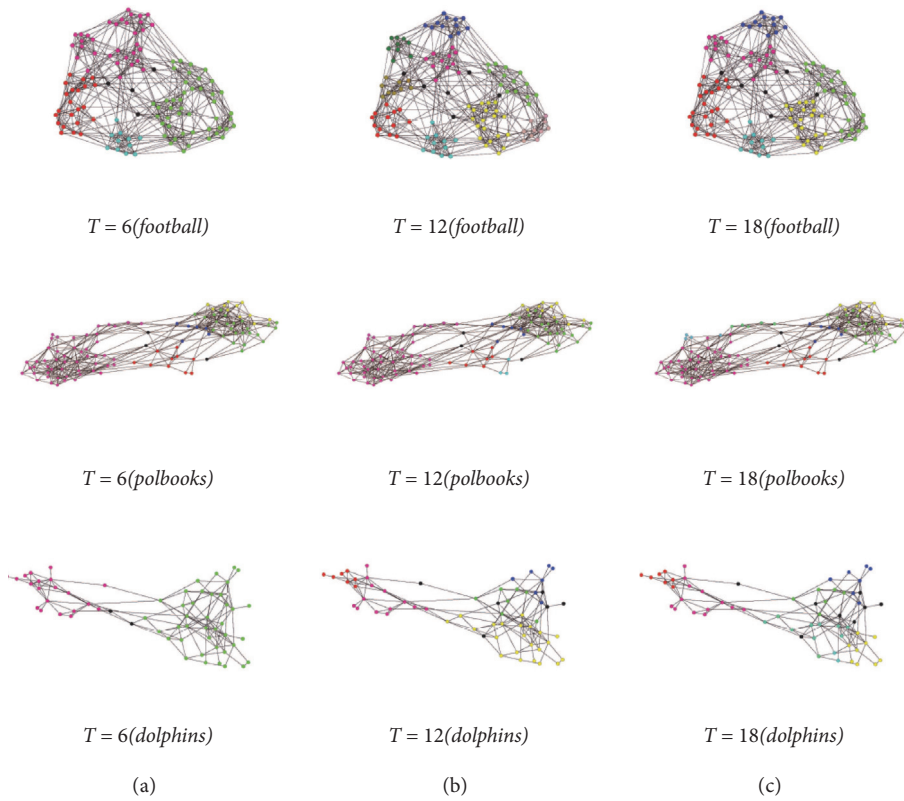 T = 6(football)
T = 12(football)
T = 18(football)
T = 6(polbooks)
T = 12(polbooks)
T = 18(polbooks)
T = 6(dolphins)
T = 12(dolphins)
T = 18(dolphins)
(a)
(b)
(c)